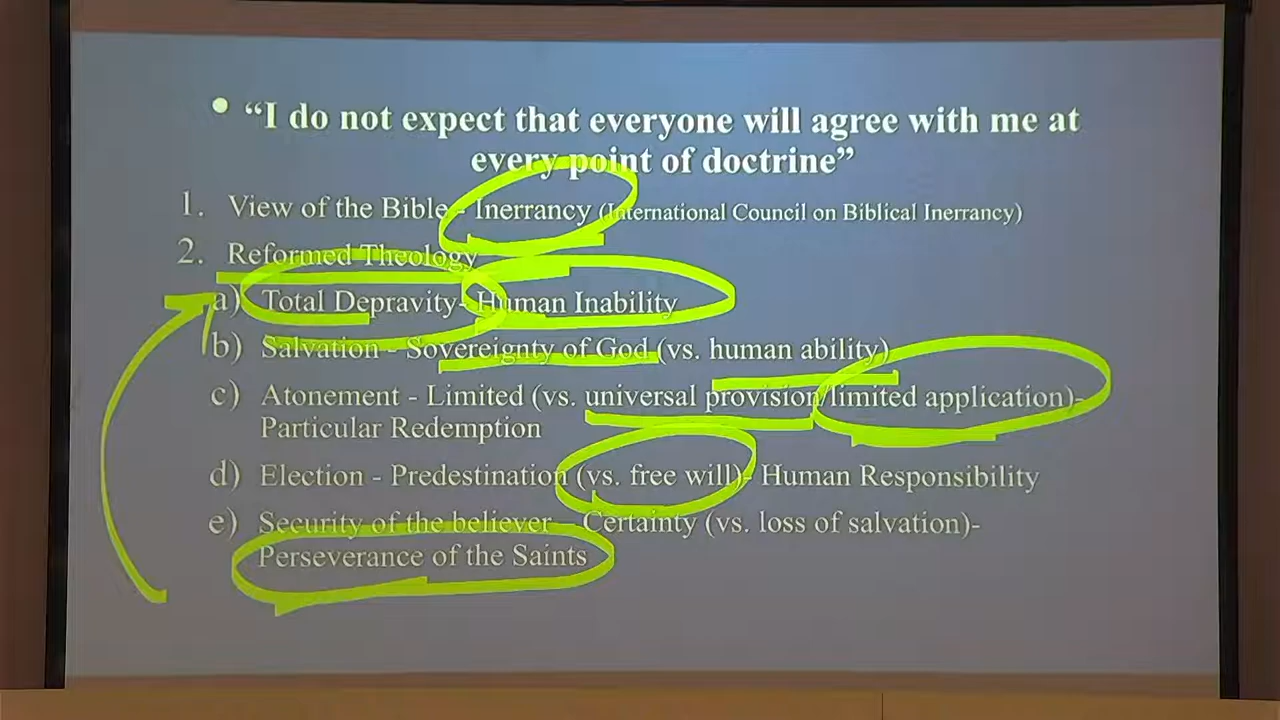 • “I do not expect that everyone will agree with me at
every point of doctrine”
1. View of the Bible - Inerrancy (International Council on Biblical Inerrancy)
2. Reformed Theology
a) Total Depravity- Human Inability
b) Salvation - Sovereignty of God (vs. human ability)
c) Atonement - Limited (vs. universal provision/limited application)-
Particular Redemption
d) Election - Predestination (vs. free will)- Human Responsibility
e) Security of the believer – Certainty (vs. loss of salvation)-
Perseverance of the Saints